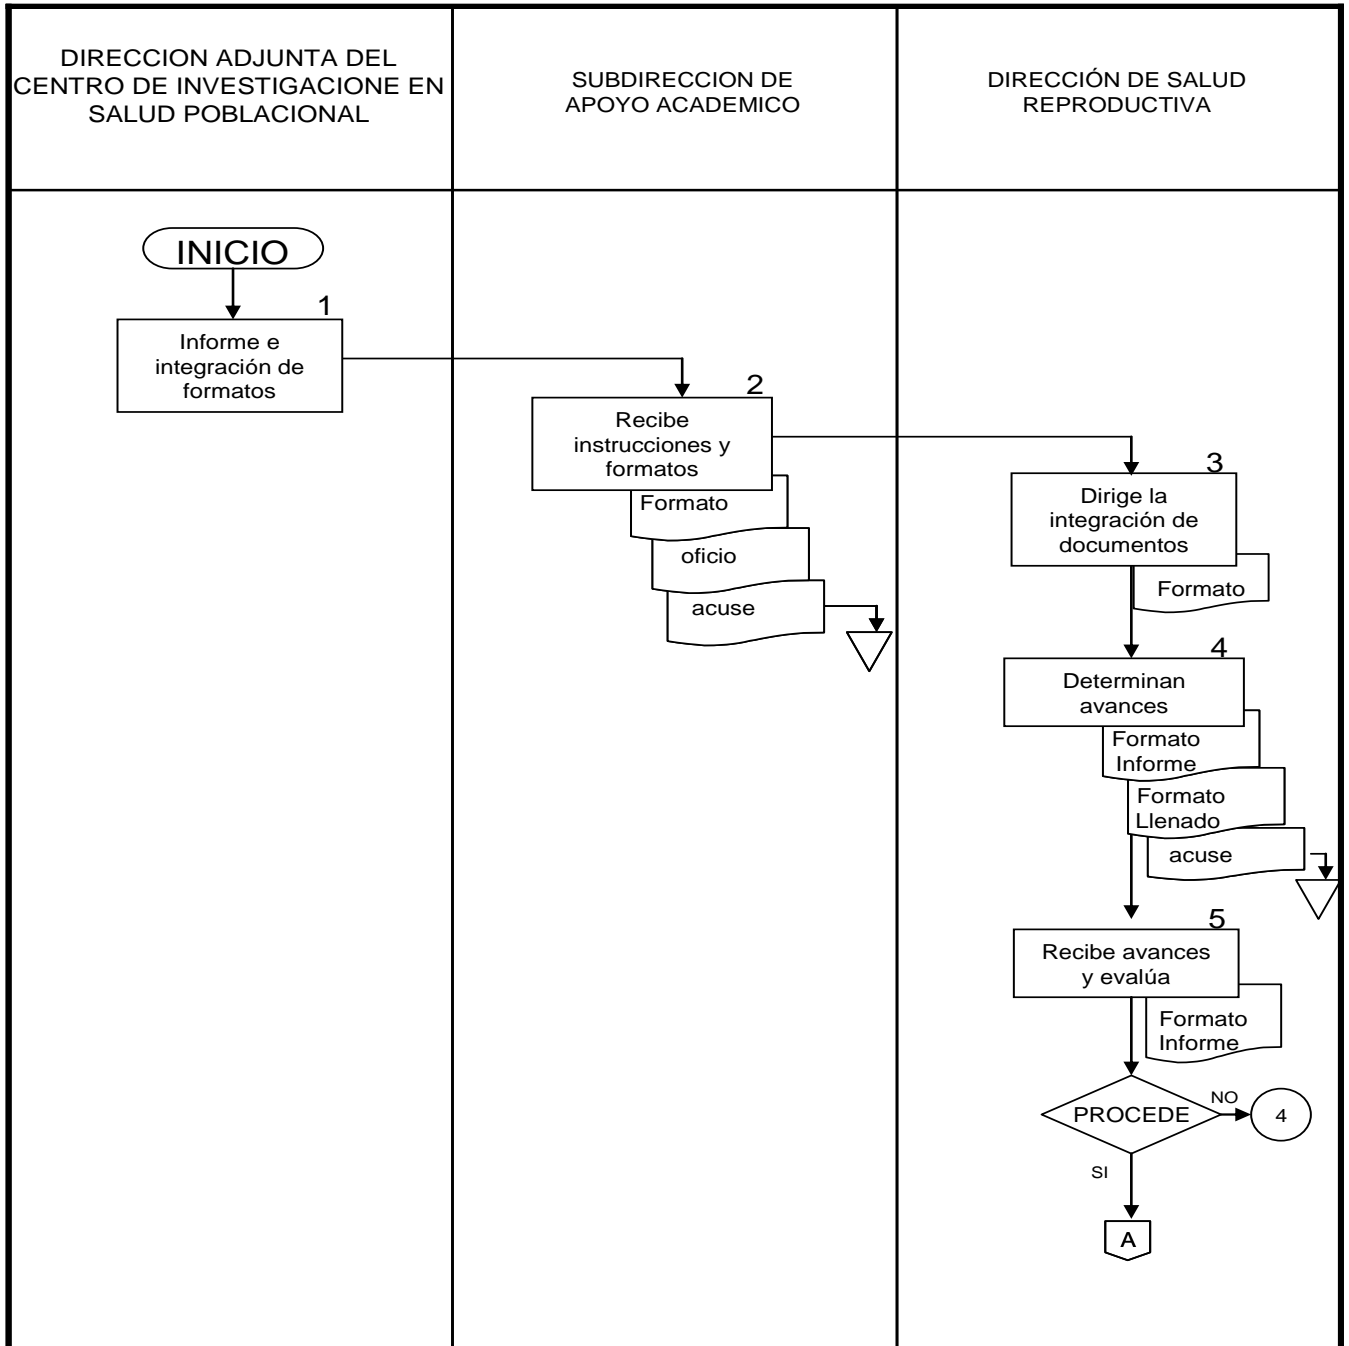 DIRECCION ADJUNTA DEL
CENTRO DE INVESTIGACIONE EN
SALUD POBLACIONAL
SUBDIRECCION DE
APOYO ACADEMICO
DIRECCIÓN DE SALUD
REPRODUCTIVA
INICIO
1
Informe e
integración de
formatos
2
Recibe
instrucciones y
formatos
Formato
oficio
acuse
3
Dirige la
integración de
documentos
Formato
4
Determinan
avances
Formato
Informe
Formato
Llenado
acuse
5
Recibe avances
y evalúa
Formato
Informe
PROCEDE
NO
4
SI
A